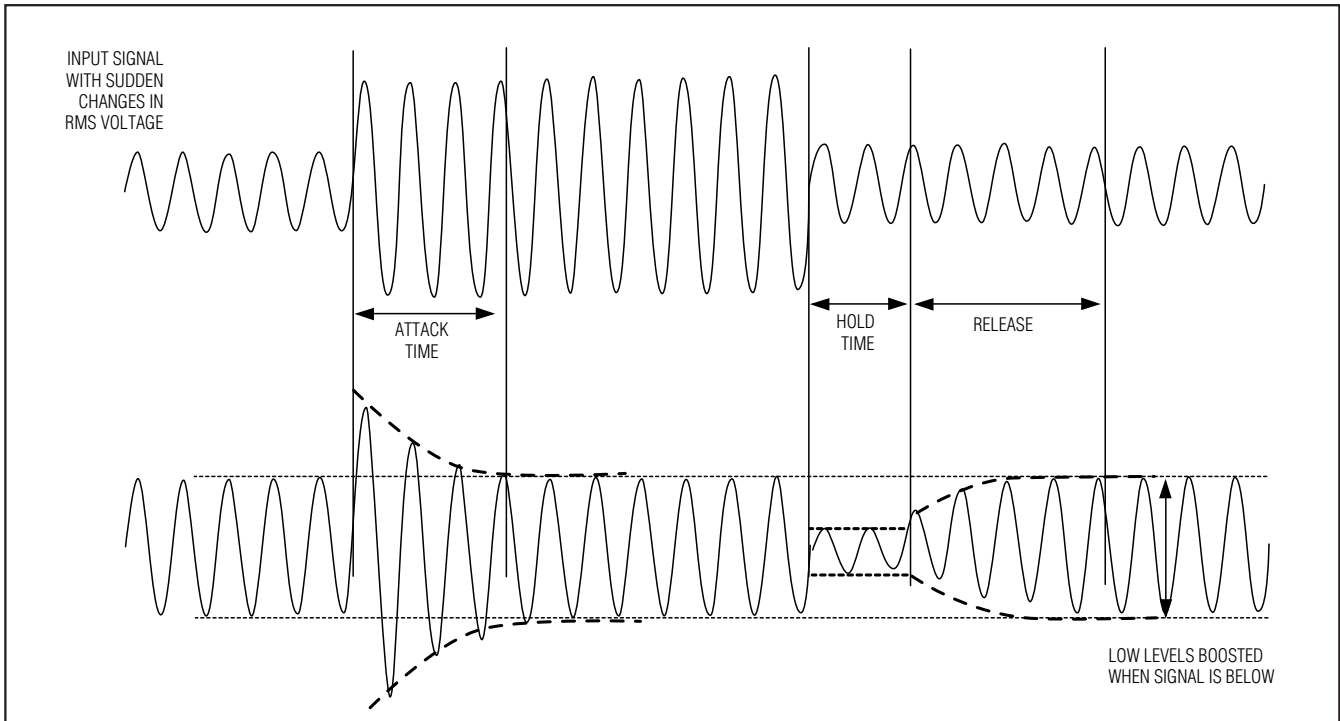 INPUT SIGNAL
WITH SUDDEN
CHANGES IN
RMS VOLTAGE
ATTACK
TIME
HOLD
TIME
RELEASE
LOW LEVELS BOOSTED
WHEN SIGNAL IS BELOW